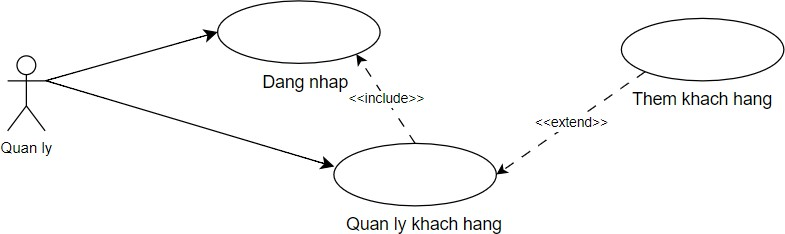 Dang nhap
<<include>>
Them khach hang
<<extend>>
Quan ly
Quan ly khach hang